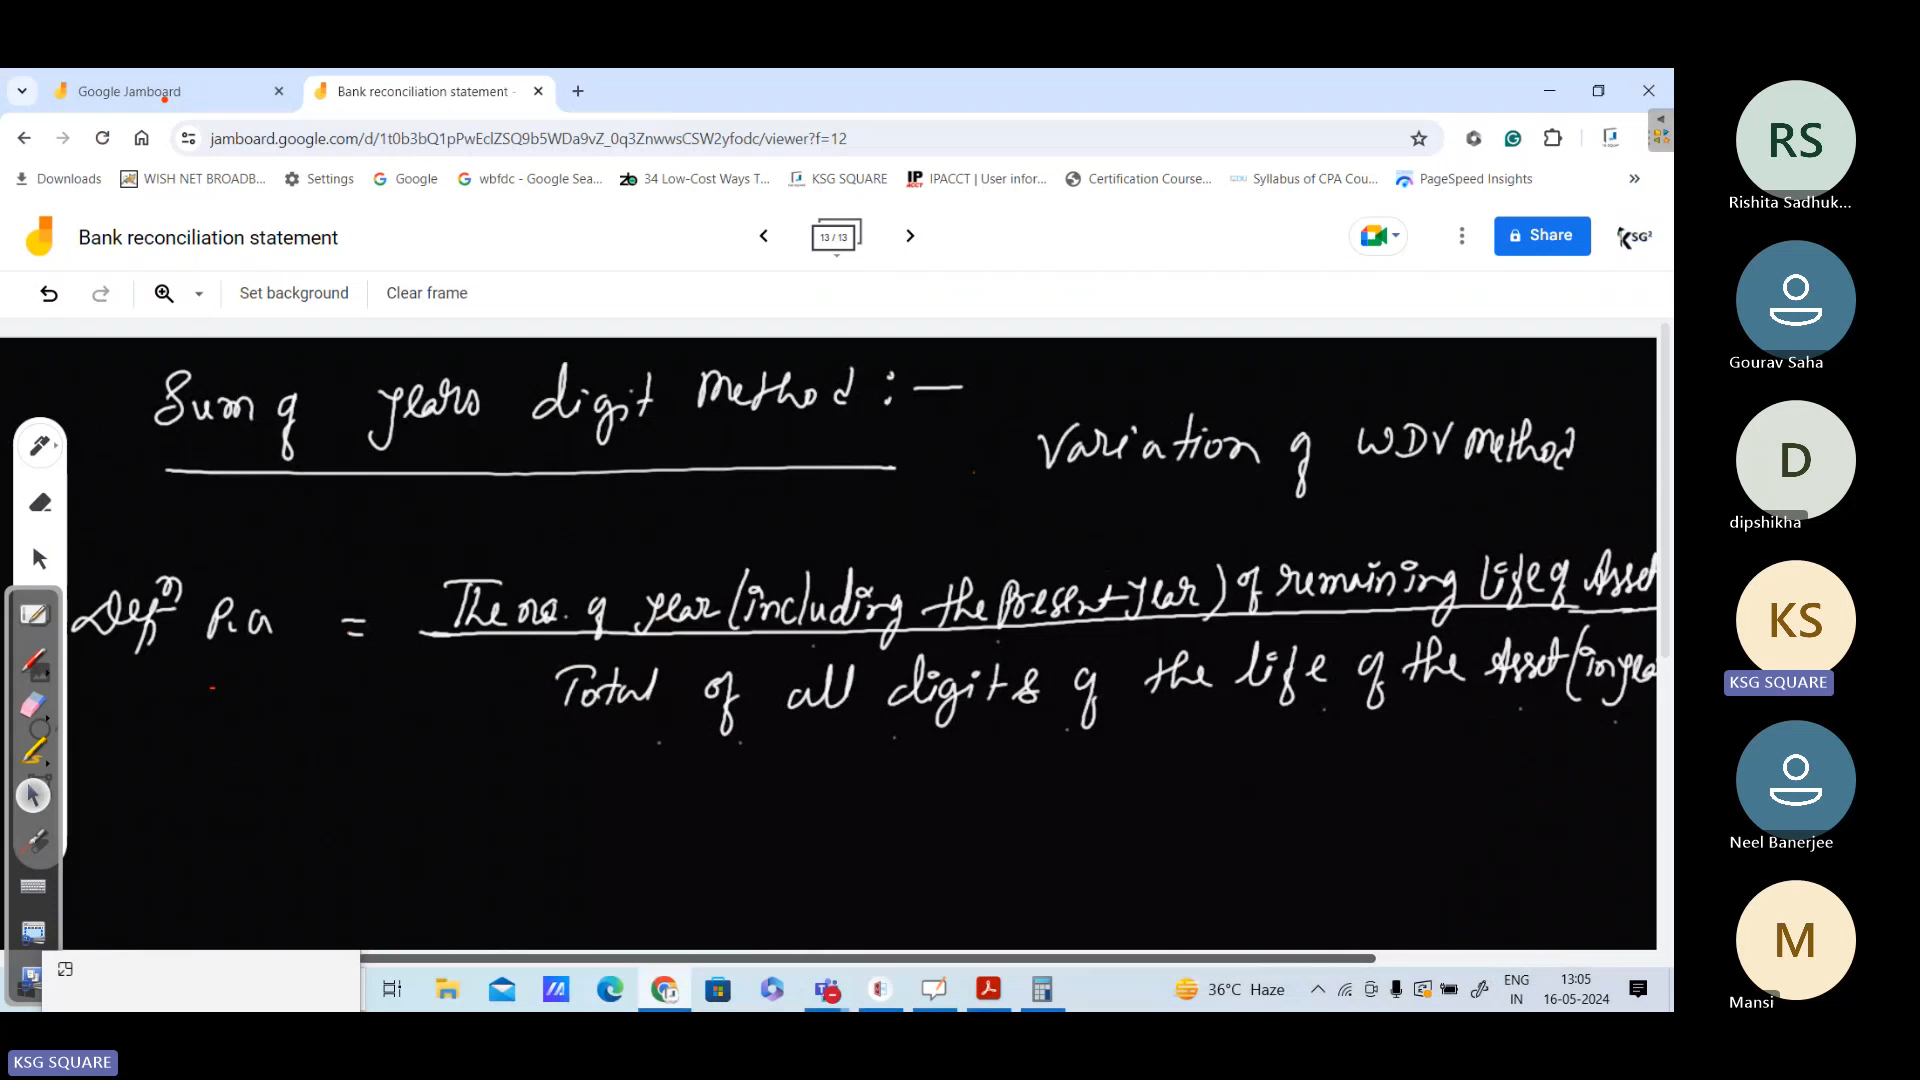 Google Jamboard
Bank reconciliation statement -
jamboard.google.com/d/1t0b3bQ1pPwEclZSQ9b5WDa9vZ_0q3ZnwwsCSW2yfodc/viewer?f=12
Downloads WISH NET BROADB... Settings Google wbfdc - Google Sea... 34 Low-Cost Ways T... KSG SQUARE IPACCT | User infor... Certification Course... Syllabus of CPA Cou... PageSpeed Insights
Bank reconciliation statement
13 / 13
Share
KSG²
Set background Clear frame
Sum of years digit Method :—
Variation of WDV Method
Depn P.a = The no. of year (including the Present Year) of remaining life of Asset
Total of all digits of the life of the Asset (in yea
36°C Haze
ENG
IN
13:05
16-05-2024
RS
Rishita Sadhuk...
Gourav Saha
D
dipshikha
KS
KSG SQUARE
Neel Banerjee
M
Mansi
KSG SQUARE